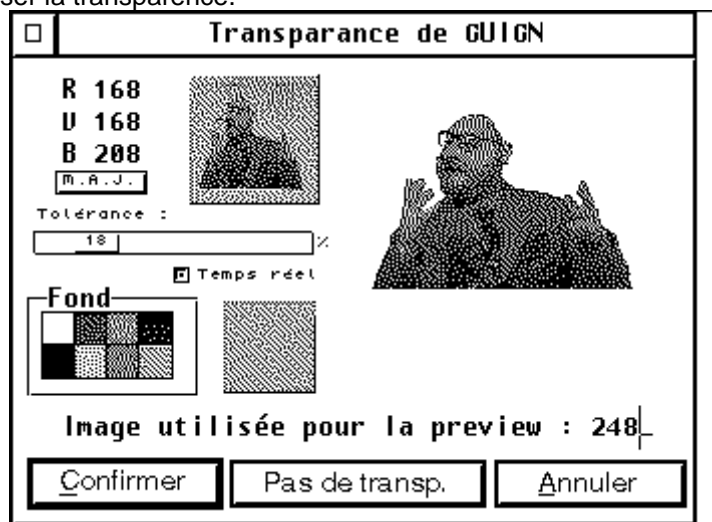 ser la transparence.
Transparance de GUIGN
R 168
V 168
B 208
M.A.J.
Tolérance :
18 %
Temps réel
Fond
Image utilisée pour la preview : 248
Confirmer Pas de transp. Annuler